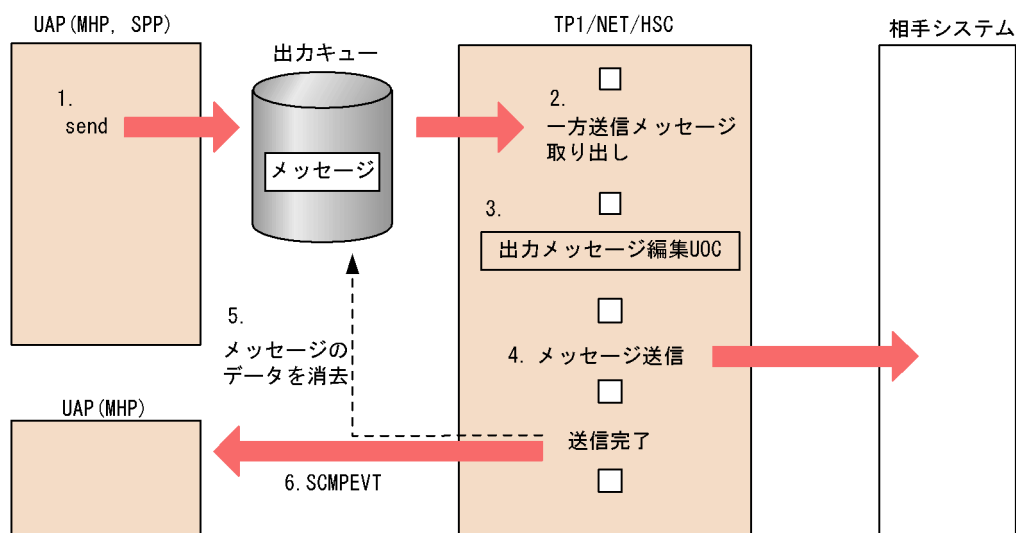 UAP(MHP, SPP)
TP1/NET/HSC
相手システム
出力キュー
1.
send
メッセージ
2.
一方送信メッセージ
取り出し
3.
出力メッセージ編集UOC
4. メッセージ送信
5.
メッセージの
データを消去
送信完了
UAP(MHP)
6.SCMPEVT